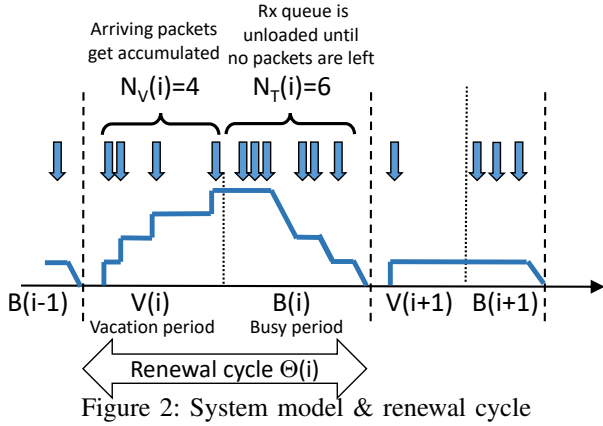 Arriving packets
get accumulated
N_V(i)=4
Rx queue is
unloaded until
no packets are left
N_T(i)=6
B(i-1)
V(i)
B(i)
V(i+1)
B(i+1)
Vacation period
Busy period
Renewal cycle Θ(i)
Figure 2: System model & renewal cycle